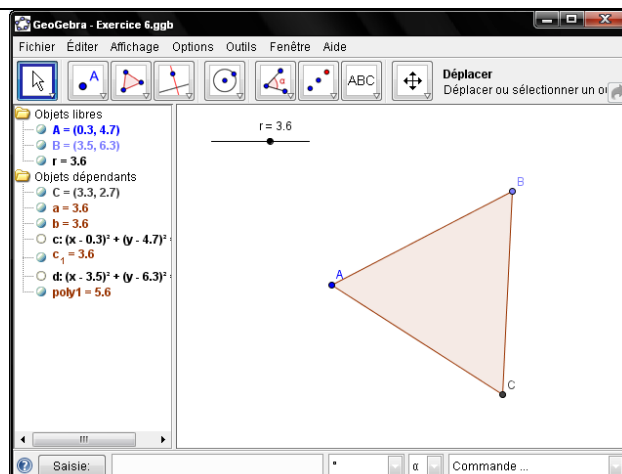 GeoGebra - Exercice 6.ggb
Fichier Éditer Affichage Options Outils Fenêtre Aide
A
α
ABC
Déplacer
Déplacer ou sélectionner un ou
Objets libres
A = (0.3, 4.7)
B = (3.5, 6.3)
r = 3.6
Objets dépendants
C = (3.3, 2.7)
a = 3.6
b = 3.6
c: (x - 0.3)² + (y - 4.7)² =
c₁ = 3.6
d: (x - 3.5)² + (y - 6.3)² =
poly1 = 5.6
r = 3.6
B
A
C
Saisie:
α
Commande ...